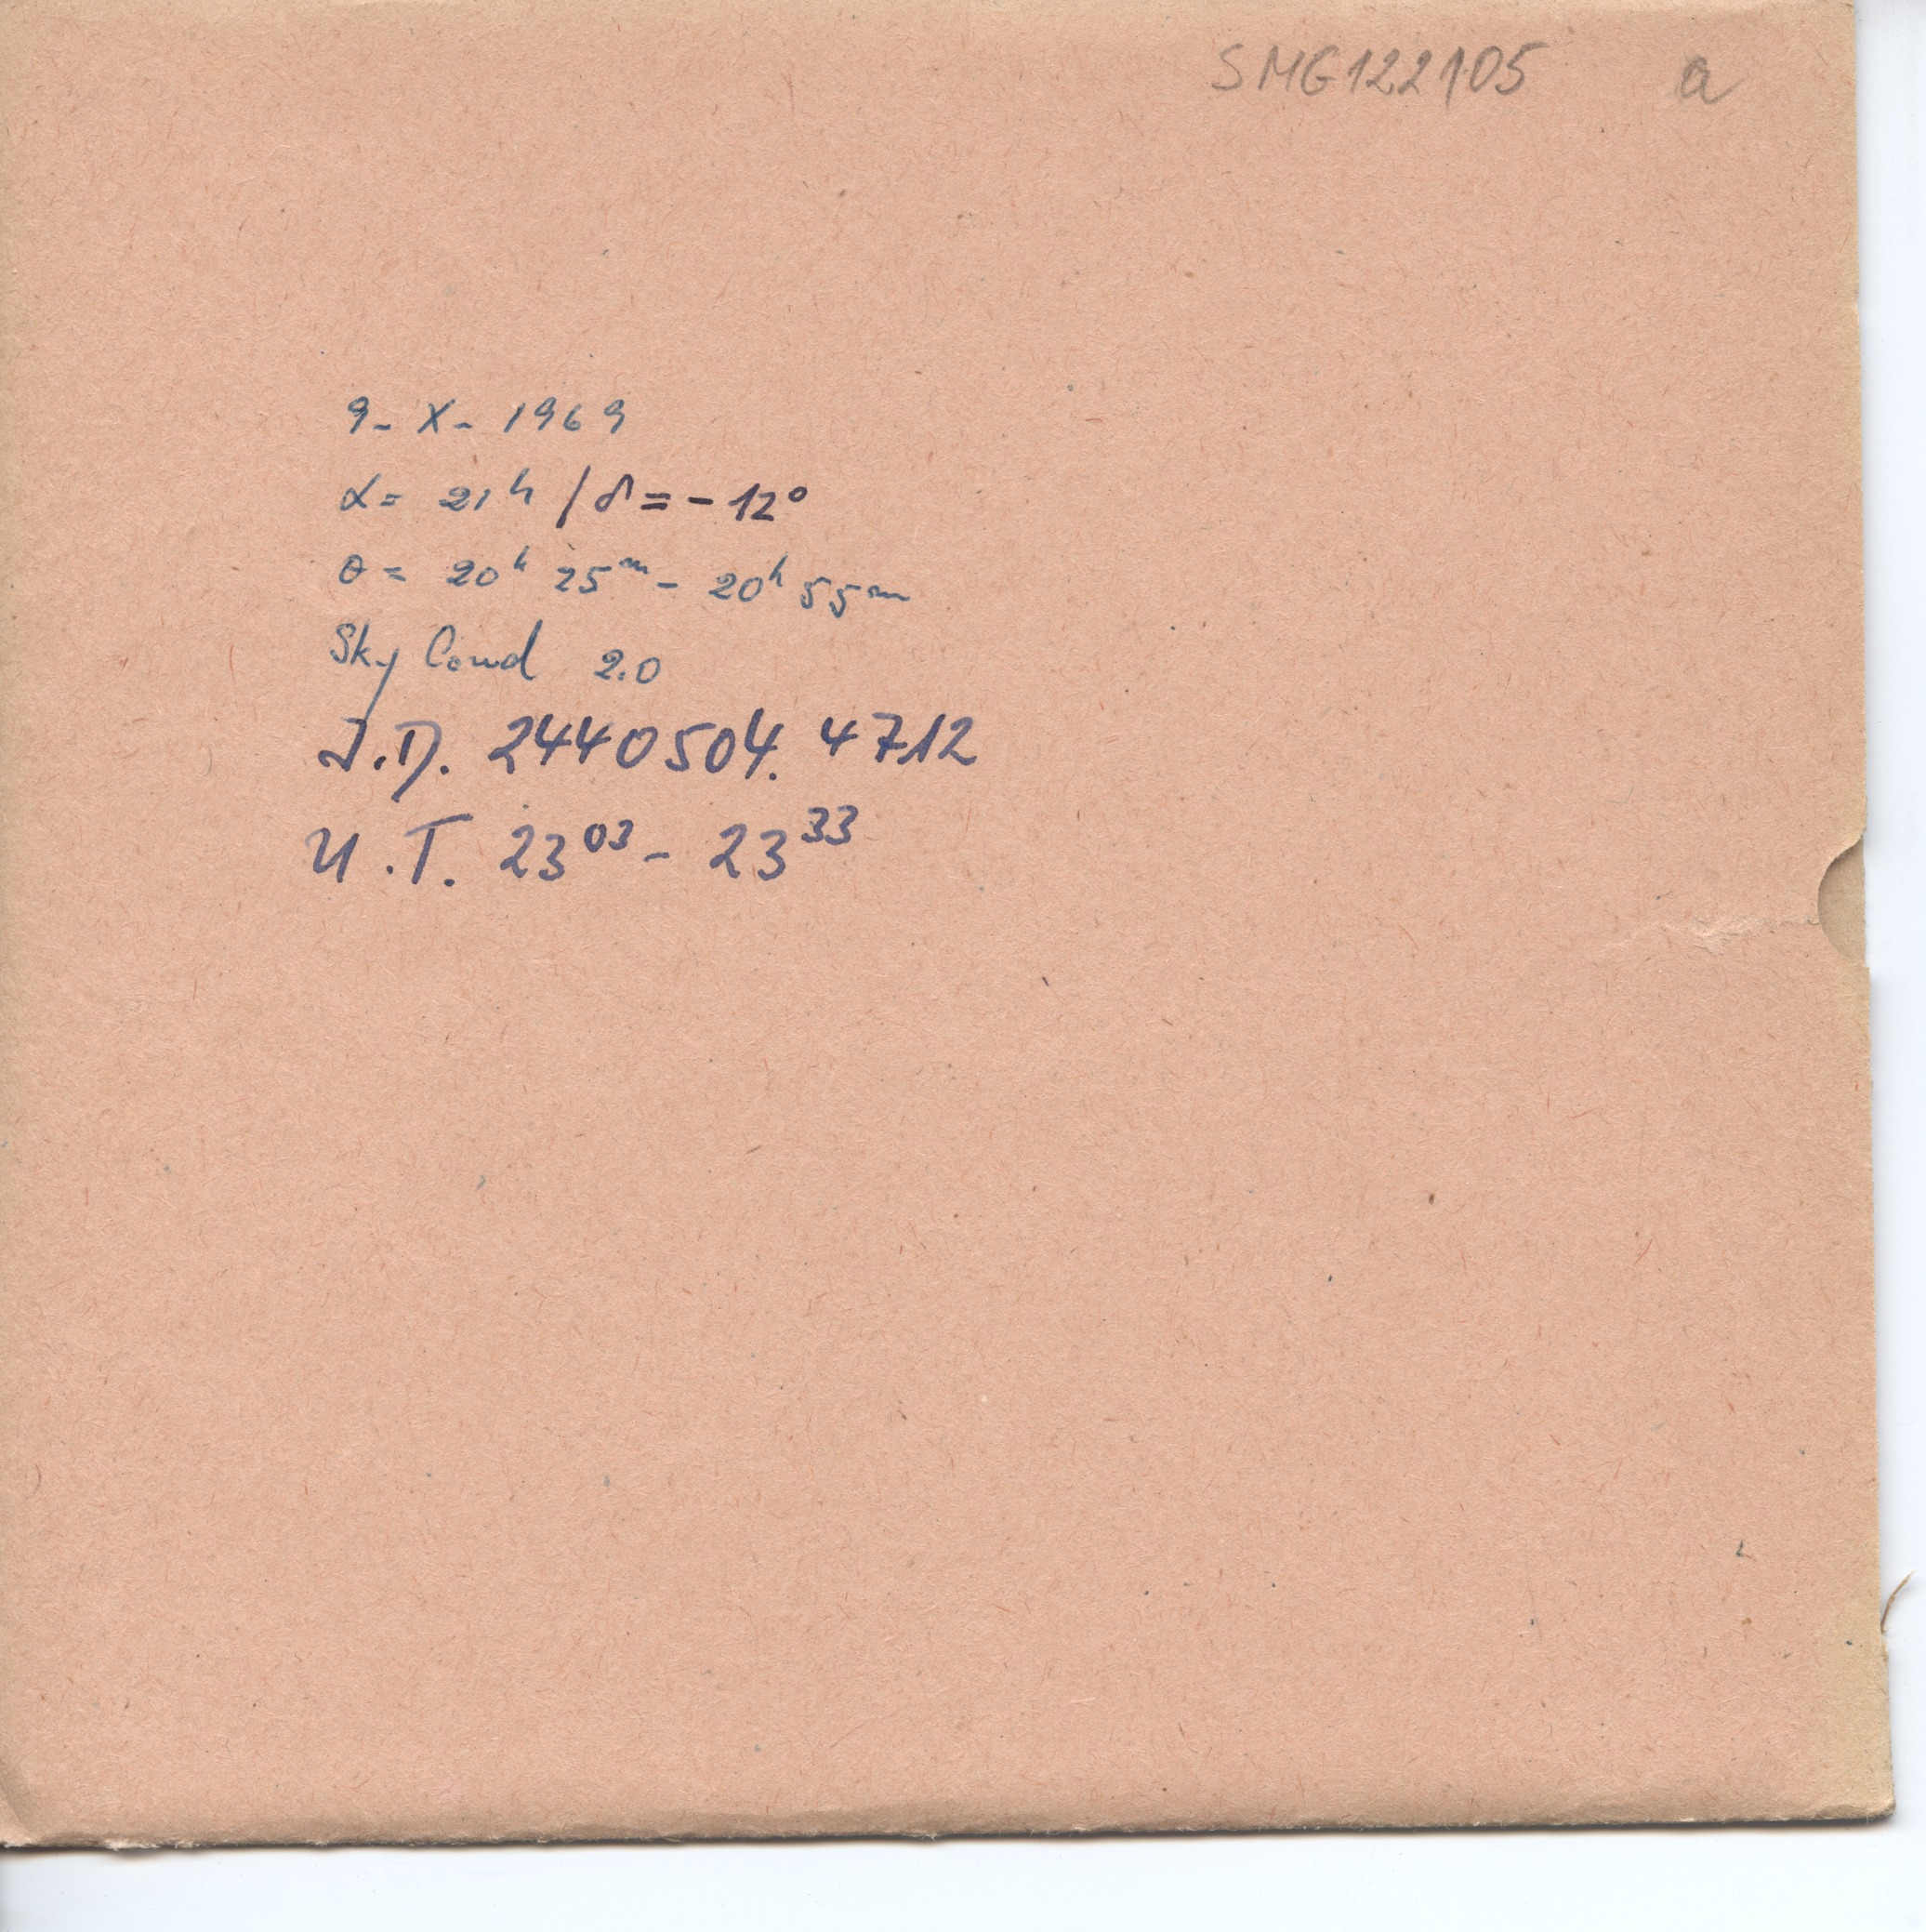 SMG122105 a
9- X- 1969
α= 21ʰ / δ = - 12°
θ = 20ʰ 25ᵐ - 20ʰ 55ᵐ
Sky Cond 2.0
J.D. 2440504.4712
U.T. 23⁰³ - 23³³